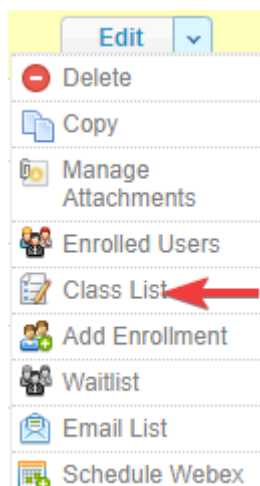 Edit
Delete
Copy
Manage
Attachments
Enrolled Users
Class List
Add Enrollment
Waitlist
Email List
Schedule Webex